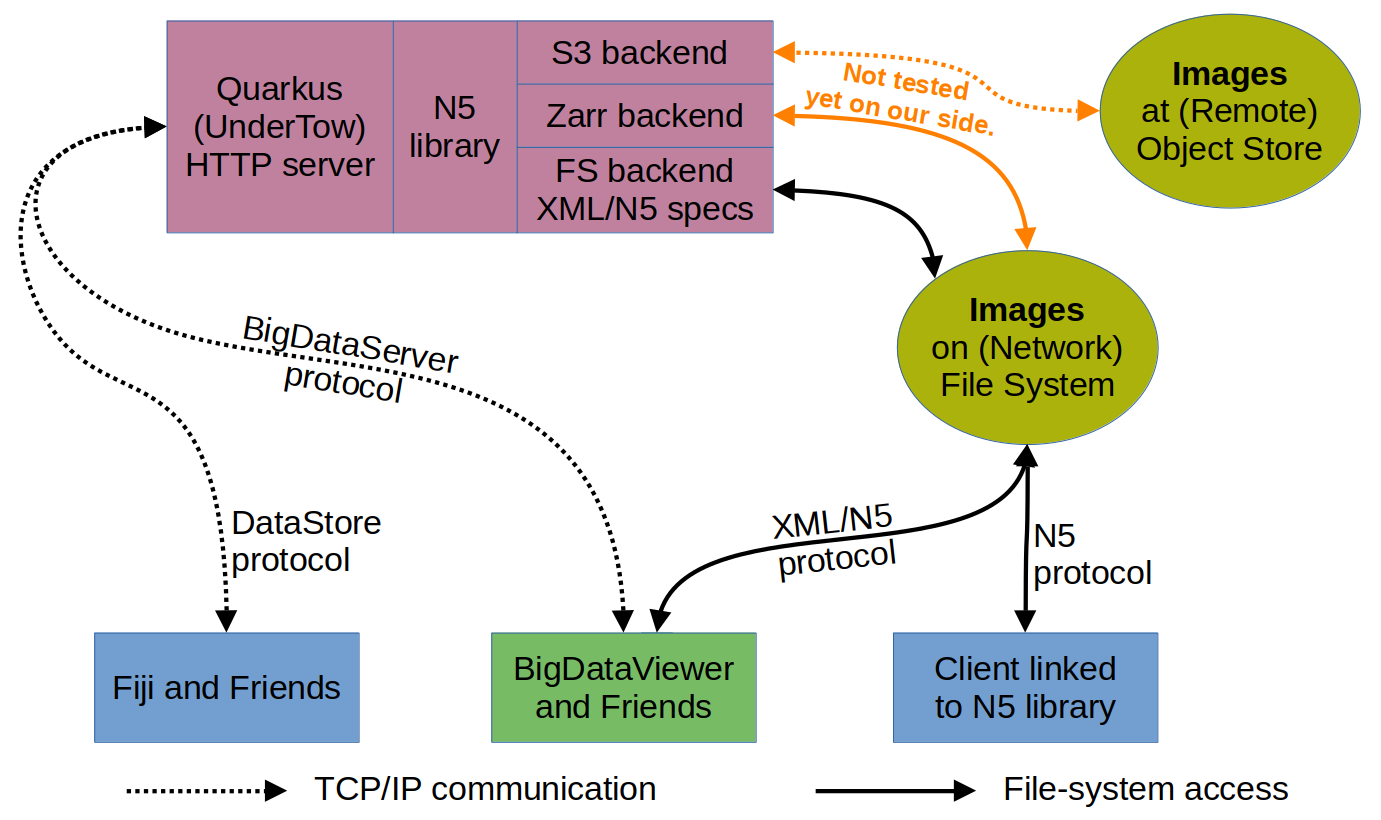 Quarkus
(UnderTow)
HTTP server
N5
library
S3 backend
Zarr backend
FS backend
XML/N5 specs
Not tested
yet on our side.
Images
at (Remote)
Object Store
Images
on (Network)
File System
BigDataServer
protocol
DataStore
protocol
XML/N5
protocol
N5
protocol
Fiji and Friends
BigDataViewer
and Friends
Client linked
to N5 library
TCP/IP communication
File-system access